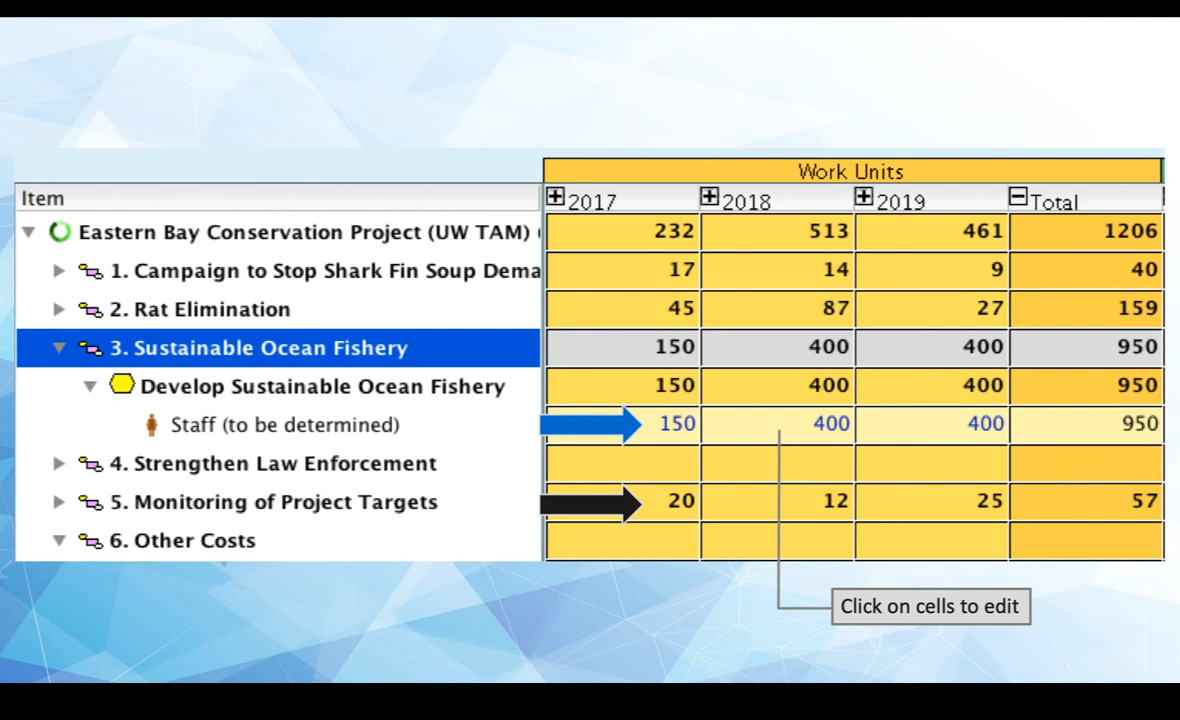 Work Units
Item 2017 2018 2019 Total
Eastern Bay Conservation Project (UW TAM) ( 232 513 461 1206
1. Campaign to Stop Shark Fin Soup Dema 17 14 9 40
2. Rat Elimination 45 87 27 159
3. Sustainable Ocean Fishery 150 400 400 950
Develop Sustainable Ocean Fishery 150 400 400 950
Staff (to be determined) 150 400 400 950
4. Strengthen Law Enforcement
5. Monitoring of Project Targets 20 12 25 57
6. Other Costs
Click on cells to edit